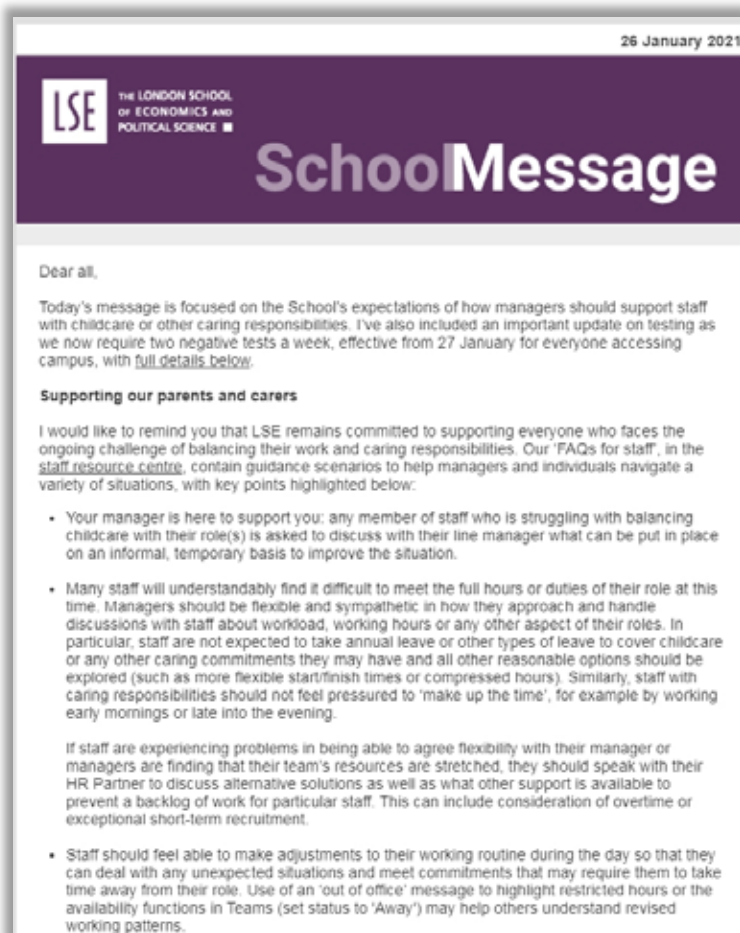 26 January 2021
LSE
THE LONDON SCHOOL
OF ECONOMICS AND
POLITICAL SCIENCE
SchoolMessage
Dear all,
Today's message is focused on the School's expectations of how managers should support staff
with childcare or other caring responsibilities. I've also included an important update on testing as
we now require two negative tests a week, effective from 27 January for everyone accessing
campus, with full details below.
Supporting our parents and carers
I would like to remind you that LSE remains committed to supporting everyone who faces the
ongoing challenge of balancing their work and caring responsibilities. Our 'FAQs for staff', in the
staff resource centre, contain guidance scenarios to help managers and individuals navigate a
variety of situations, with key points highlighted below:
• Your manager is here to support you: any member of staff who is struggling with balancing
childcare with their role(s) is asked to discuss with their line manager what can be put in place
on an informal, temporary basis to improve the situation.
• Many staff will understandably find it difficult to meet the full hours or duties of their role at this
time. Managers should be flexible and sympathetic in how they approach and handle
discussions with staff about workload, working hours or any other aspect of their roles. In
particular, staff are not expected to take annual leave or other types of leave to cover childcare
or any other caring commitments they may have and all other reasonable options should be
explored (such as more flexible start/finish times or compressed hours). Similarly, staff with
caring responsibilities should not feel pressured to 'make up the time', for example by working
early mornings or late into the evening.
If staff are experiencing problems in being able to agree flexibility with their manager or
managers are finding that their team's resources are stretched, they should speak with their
HR Partner to discuss alternative solutions as well as what other support is available to
prevent a backlog of work for particular staff. This can include consideration of overtime or
exceptional short-term recruitment.
• Staff should feel able to make adjustments to their working routine during the day so that they
can deal with any unexpected situations and meet commitments that may require them to take
time away from their role. Use of an 'out of office' message to highlight restricted hours or the
availability functions in Teams (set status to 'Away') may help others understand revised
working patterns.